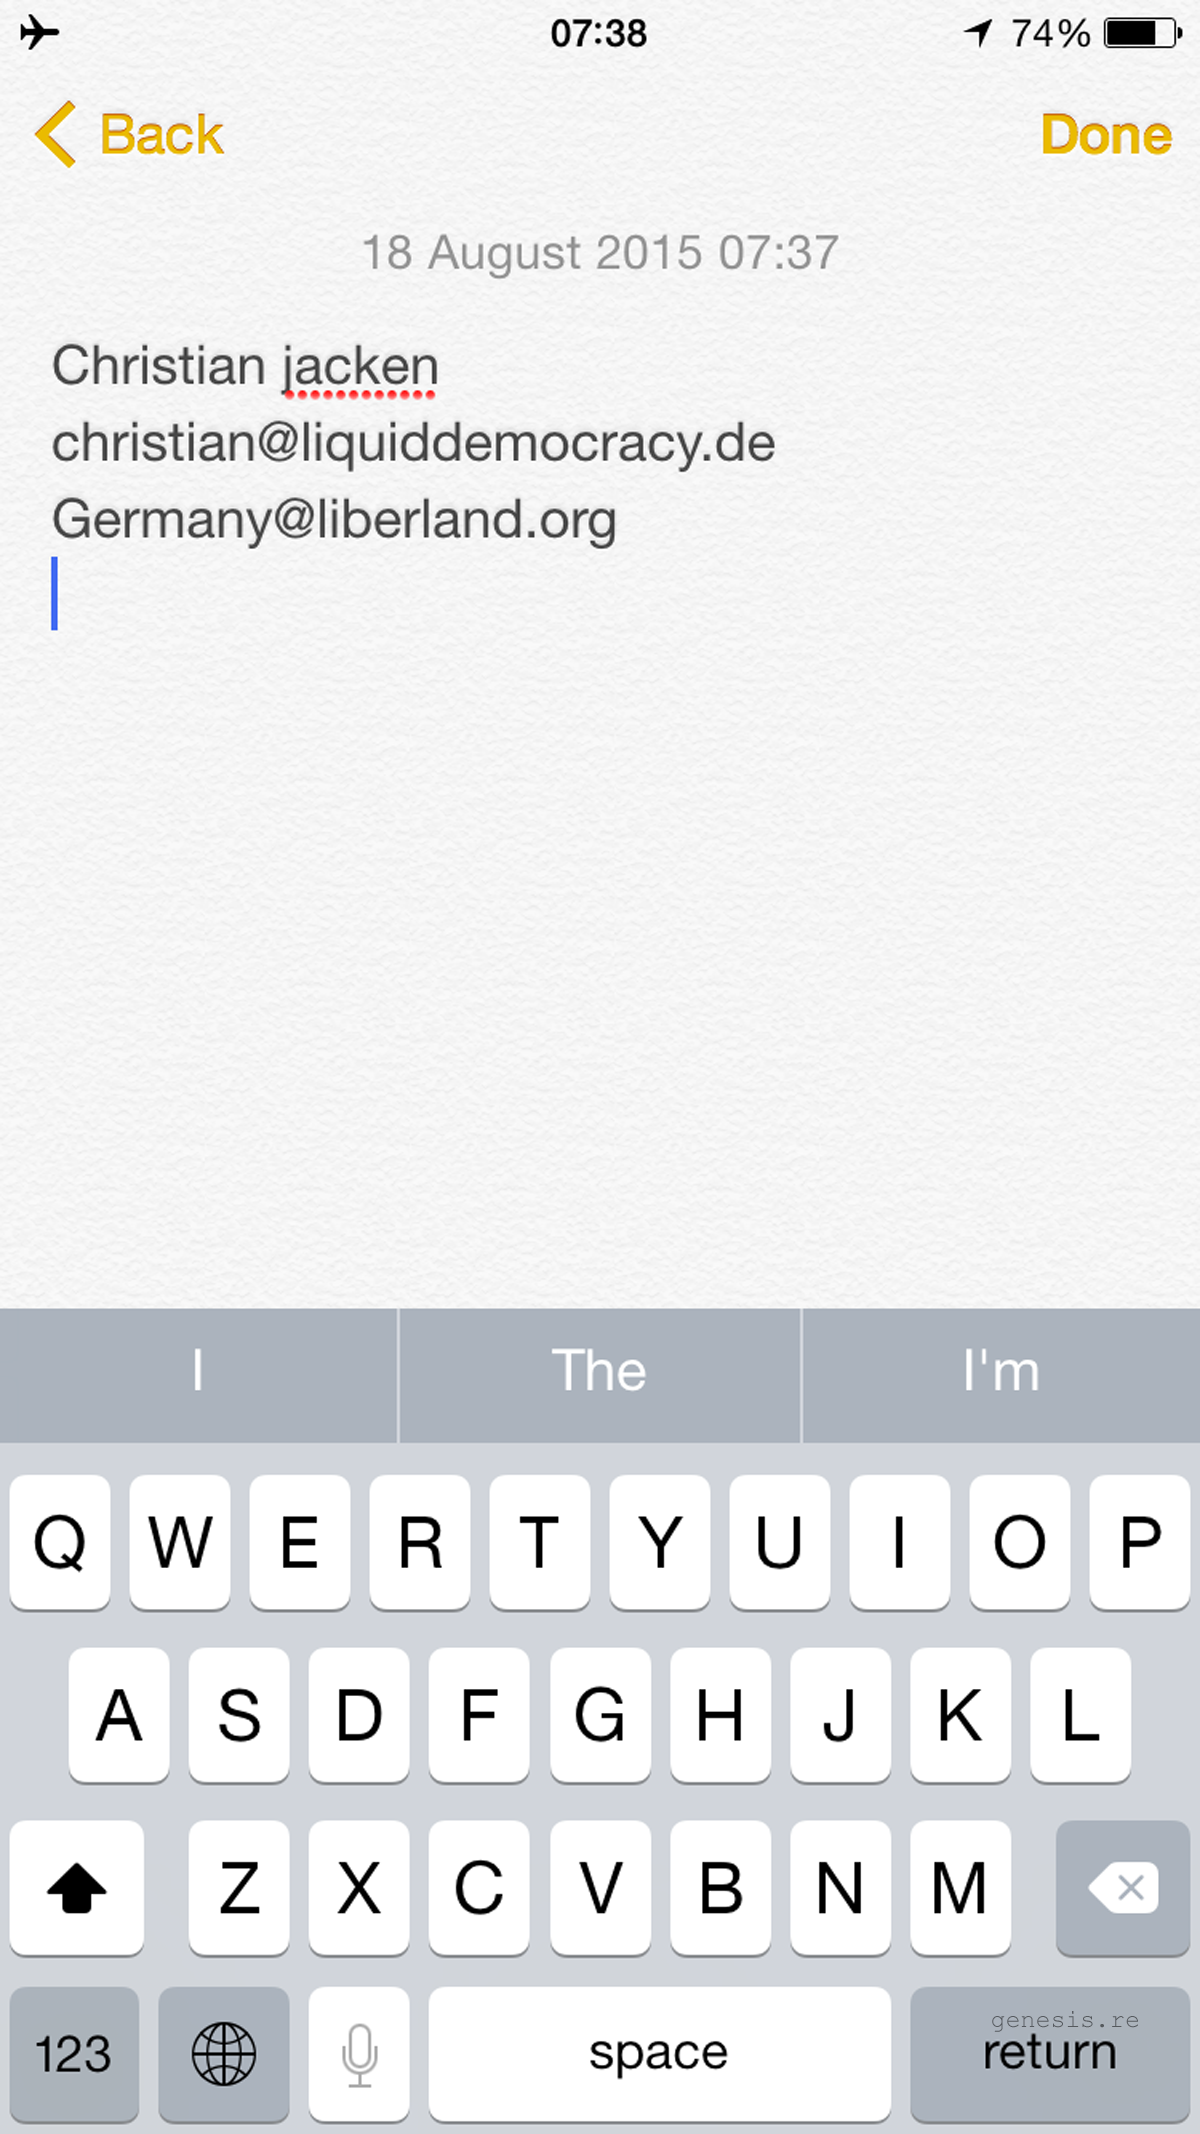 07:38 74%
Back Done
18 August 2015 07:37
Christian jacken
christian@liquiddemocracy.de
Germany@liberland.org
I The I'm
Q W E R T Y U I O P
A S D F G H J K L
Z X C V B N M
genesis.re
123 space return